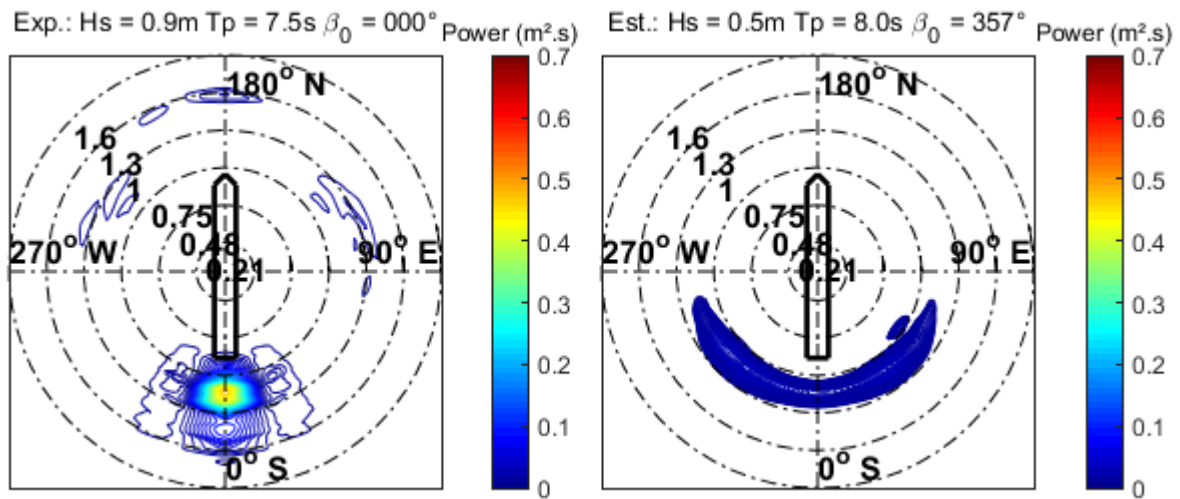 Exp.: Hs = 0.9m Tp = 7.5s β₀ = 000° Power (m².s)
180° N
1.6
1.3
1
0.75
0.48
0.21
270° W
90° E
0° S
0.7
0.6
0.5
0.4
0.3
0.2
0.1
0
Est.: Hs = 0.5m Tp = 8.0s β₀ = 357° Power (m².s)
180° N
1.6
1.3
1
0.75
0.48
0.21
270° W
90° E
0° S
0.7
0.6
0.5
0.4
0.3
0.2
0.1
0